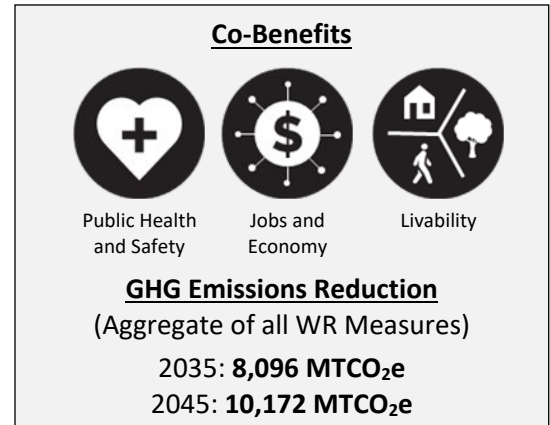 Co-Benefits
$
Public Health
and Safety
Jobs and
Economy
Livability
GHG Emissions Reduction
(Aggregate of all WR Measures)
2035: 8,096 MTCO₂e
2045: 10,172 MTCO₂e